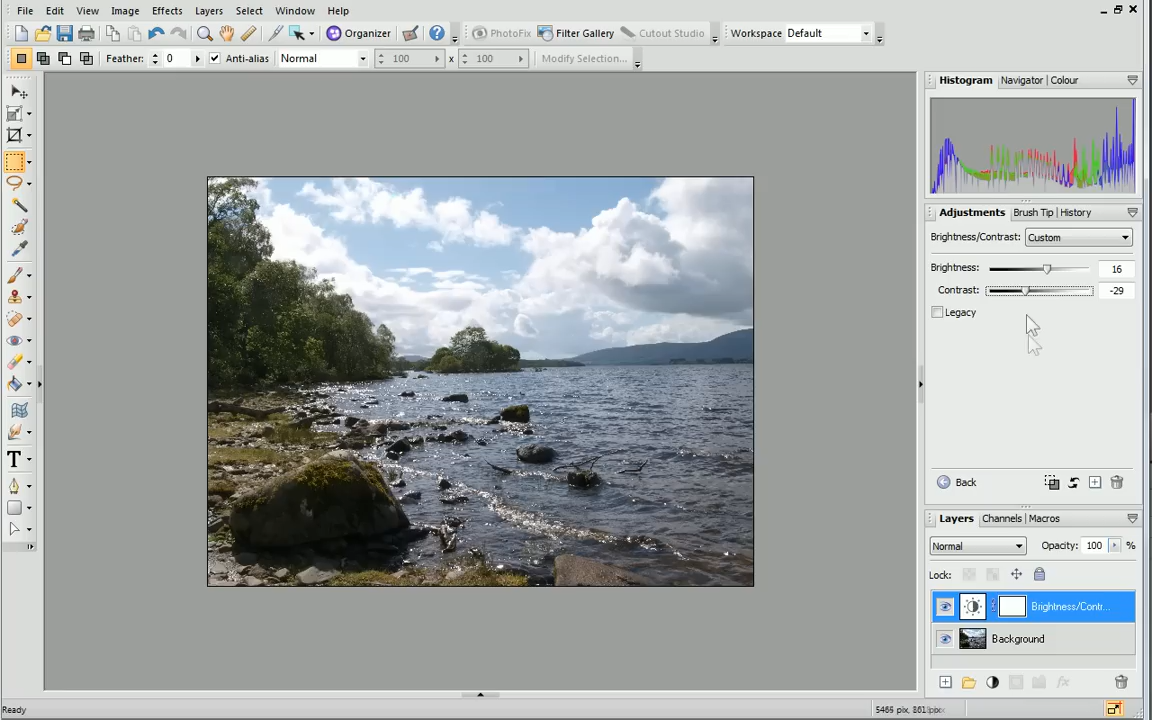 File Edit View Image Effects Layers Select Window Help
Organizer PhotoFix Filter Gallery Cutout Studio Workspace Default
Feather: 0 Anti-alias Normal 100 x 100 Modify Selection...
Histogram Navigator | Colour
Adjustments Brush Tip | History
Brightness/Contrast: Custom
Brightness: 16
Contrast: -29
Legacy
Back
Layers Channels | Macros
Normal Opacity: 100 %
Lock:
Brightness/Contr...
Background
T
fx
Ready